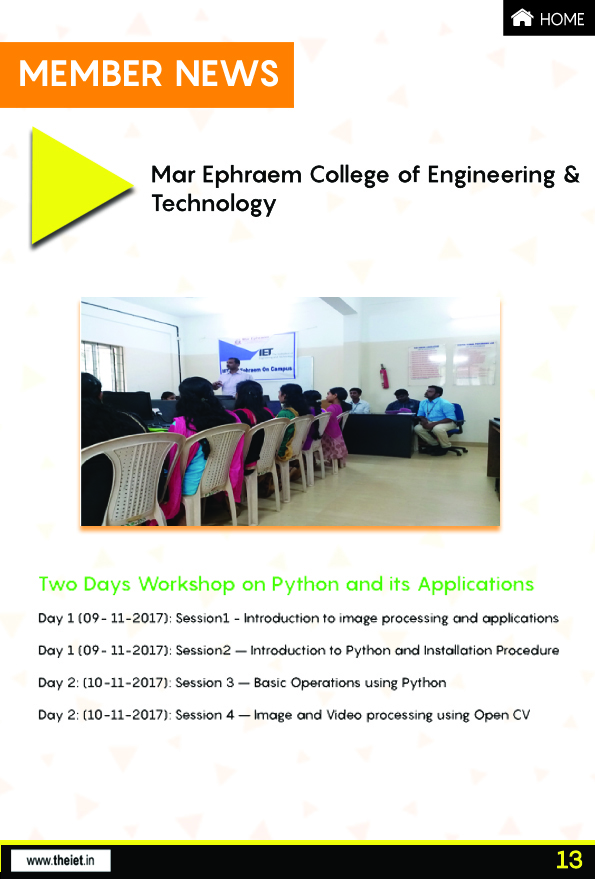 HOME
MEMBER NEWS
Mar Ephraem College of Engineering &
Technology
IET
Ephraem On Campus
Two Days Workshop on Python and its Applications
Day 1 (09- 11-2017): Session1 - Introduction to image processing and applications
Day 1 (09- 11-2017): Session2 — Introduction to Python and Installation Procedure
Day 2: (10-11-2017): Session 3 — Basic Operations using Python
Day 2: (10-11-2017): Session 4 — Image and Video processing using Open CV
www.theiet.in
13